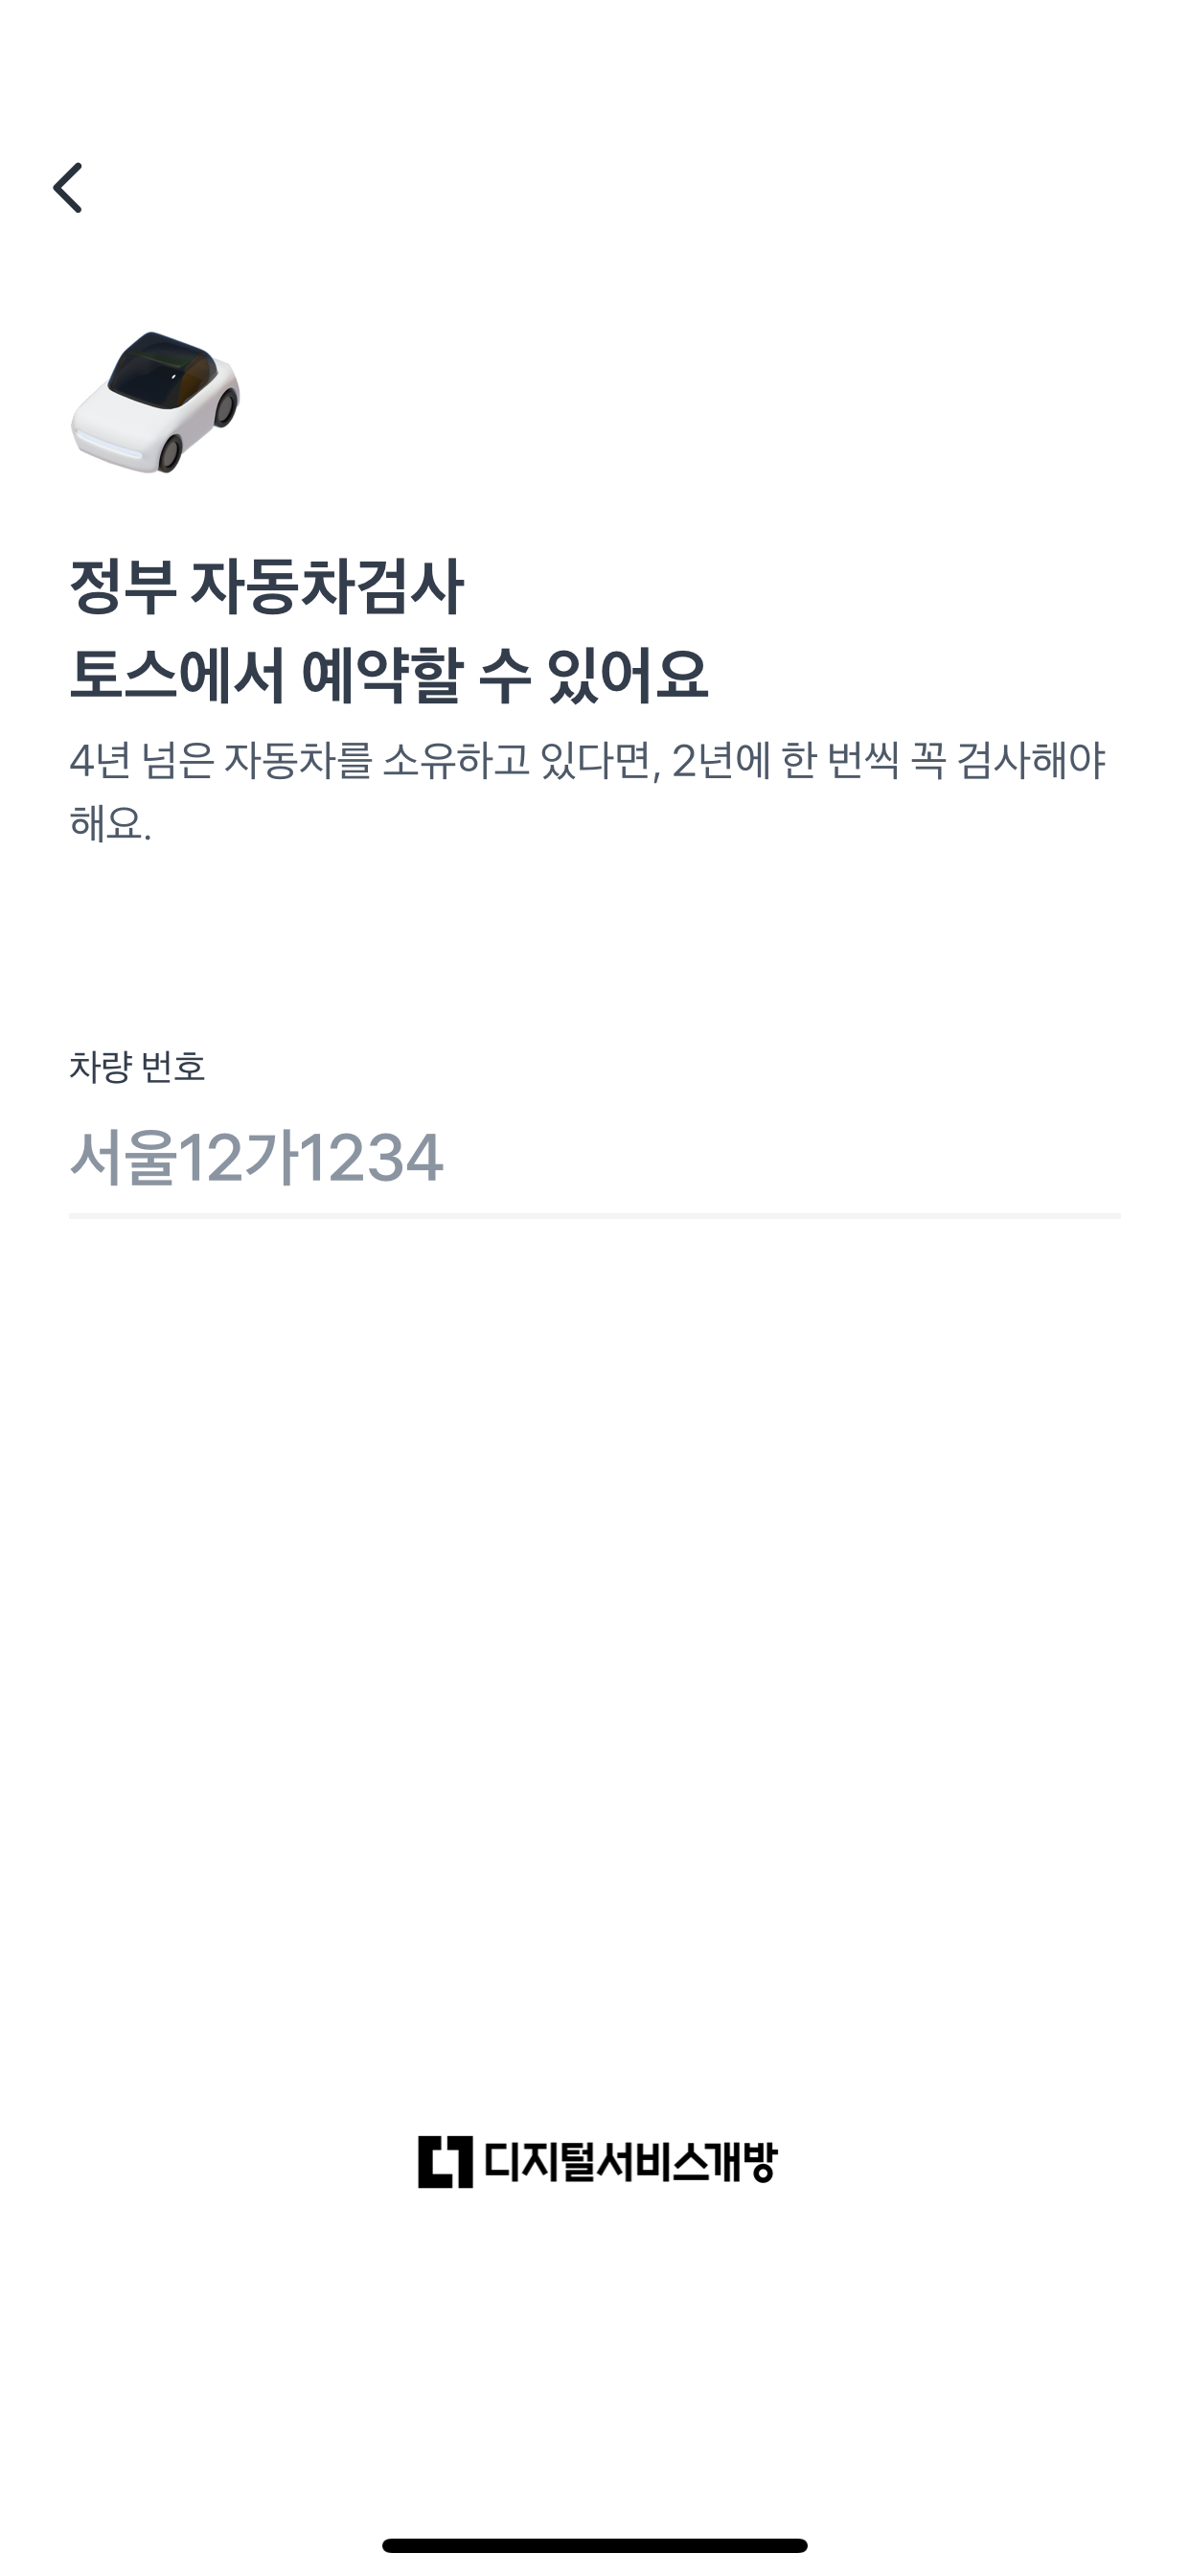 정부 자동차검사
토스에서 예약할 수 있어요
4년 넘은 자동차를 소유하고 있다면, 2년에 한 번씩 꼭 검사해야
해요.
차량 번호
서울12가1234
디지털서비스개방